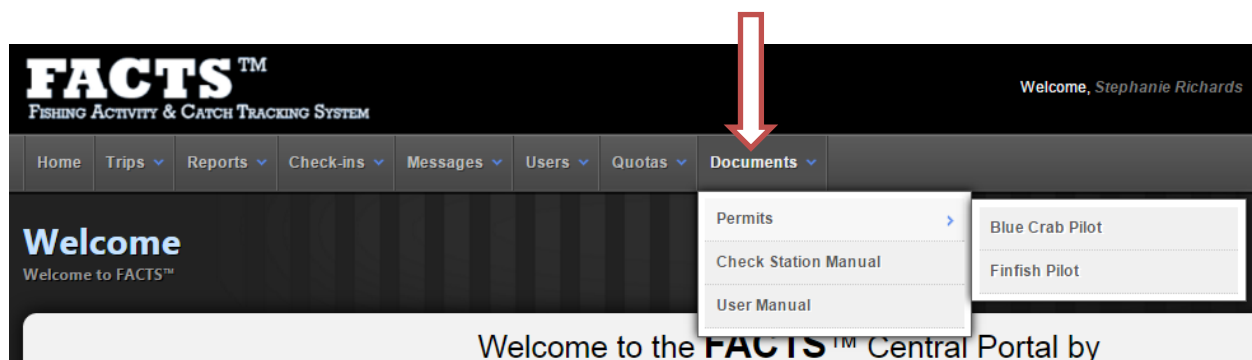 FACTS™
FISHING ACTIVITY & CATCH TRACKING SYSTEM
Welcome, Stephanie Richards
Home Trips Reports Check-ins Messages Users Quotas Documents
Permits
Blue Crab Pilot
Check Station Manual
Finfish Pilot
User Manual
Welcome
Welcome to FACTS™
Welcome to the FACTS™ Central Portal by